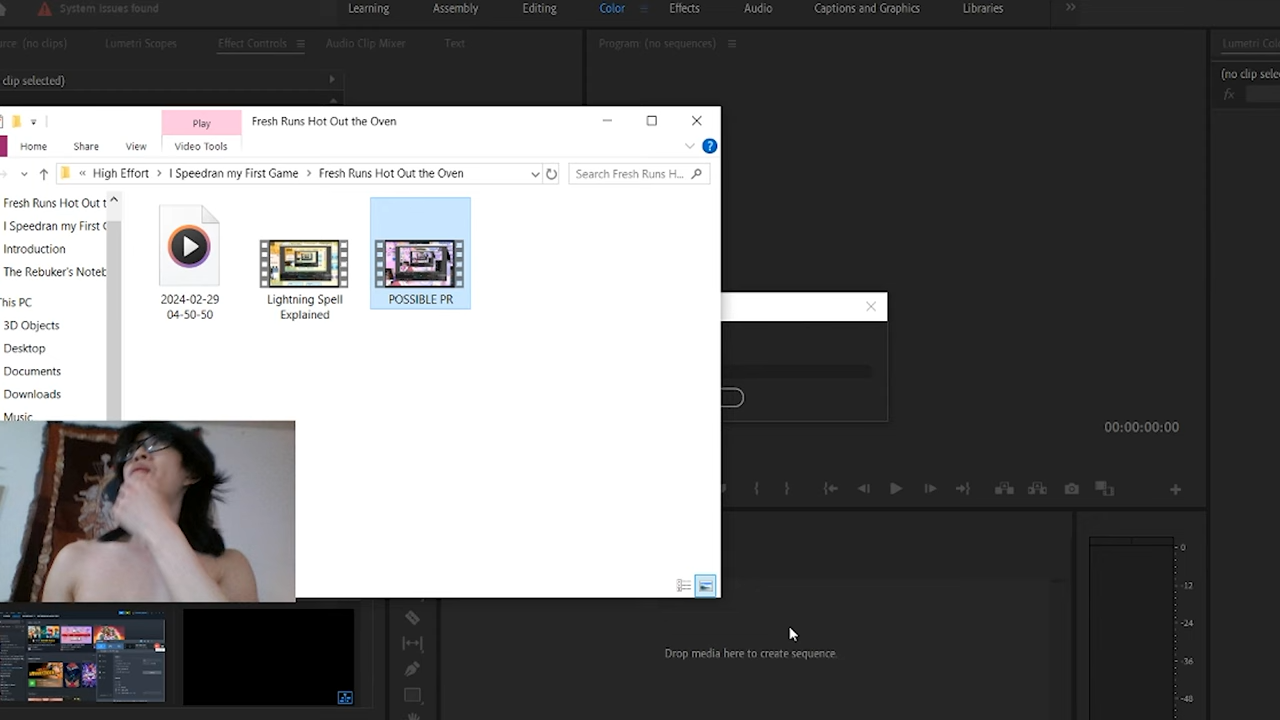 System issues found
Learning
Assembly
Editing
Color
Effects
Audio
Captions and Graphics
Libraries
(no clips)
Lumetri Scopes
Effect Controls
Audio Clip Mixer
Text
Program: (no sequences)
clip selected)
(no clip
fx
Play
Fresh Runs Hot Out the Oven
Home
Share
View
Video Tools
?
« High Effort > I Speedran my First Game > Fresh Runs Hot Out the Oven
Search Fresh Runs H...
Fresh Runs Hot Out
I Speedran my First
Introduction
The Rebuker's
This PC
3D Objects
Desktop
Documents
Downloads
Music
2024-02-29
04-50-50
Lightning Spell
Explained
POSSIBLE PR
00:00:00:00
Drop media here to create sequence.
0
-12
-24
-36
-48